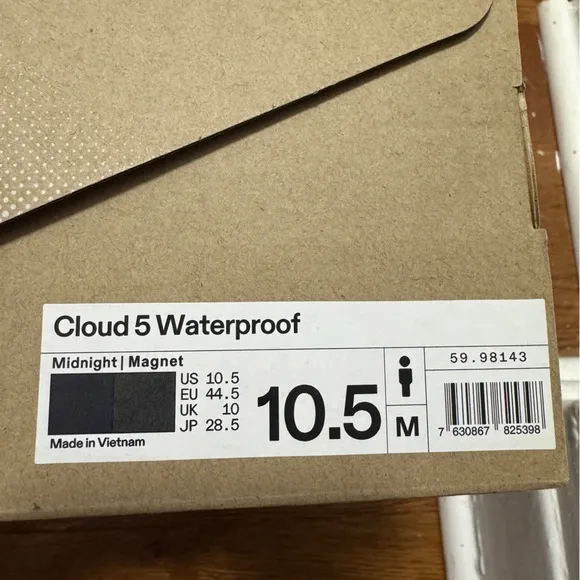 Cloud 5 Waterproof
Midnight | Magnet
US 10.5
EU 44.5
UK 10
JP 28.5
Made in Vietnam
10.5
M
59.98143
7 630867 825398